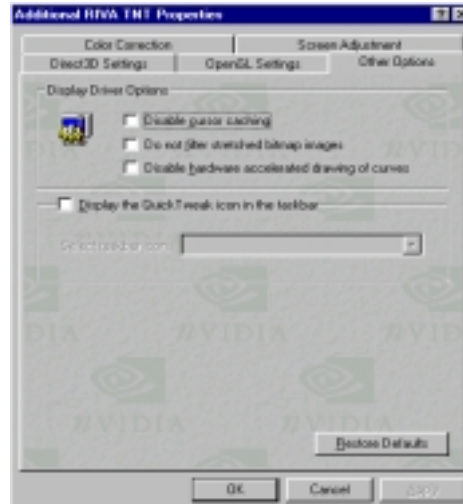 Additional RIVA TNT Properties
Color Correction
Screen Adjustment
Direct3D Settings
OpenGL Settings
Other Options
Display Driver Options
Disable cursor caching
Do not filter stretched bitmap images
Disable hardware accelerated drawing of curves
Display the QuickTweak icon in the taskbar
Select taskbar icon:
NVIDIA NVIDIA NVIDIA
NVIDIA NVIDIA
Restore Defaults
OK
Cancel
Apply